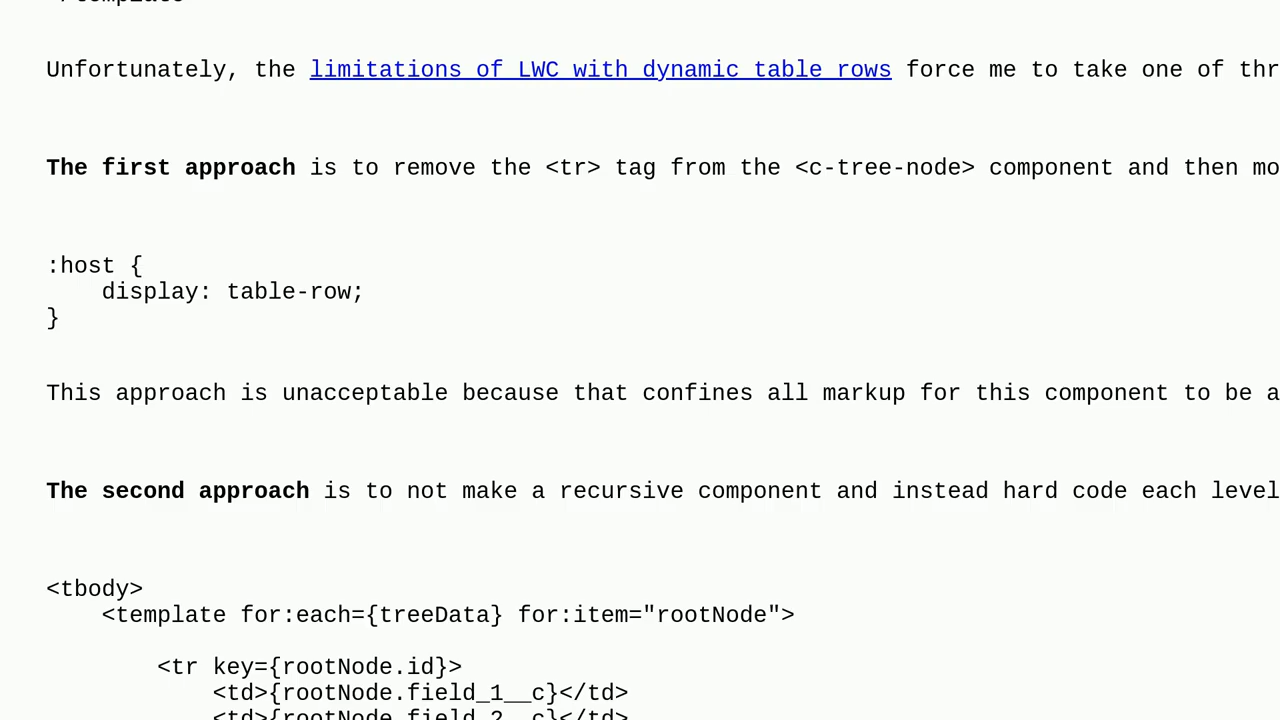 Unfortunately, the limitations of LWC with dynamic table rows force me to take one of thr
The first approach is to remove the <tr> tag from the <c-tree-node> component and then mo
:host {
    display: table-row;
}
This approach is unacceptable because that confines all markup for this component to be a
The second approach is to not make a recursive component and instead hard code each level
<tbody>
    <template for:each={treeData} for:item="rootNode">
        <tr key={rootNode.id}>
            <td>{rootNode.field_1__c}</td>
            <td>{rootNode.field_2__c}</td>